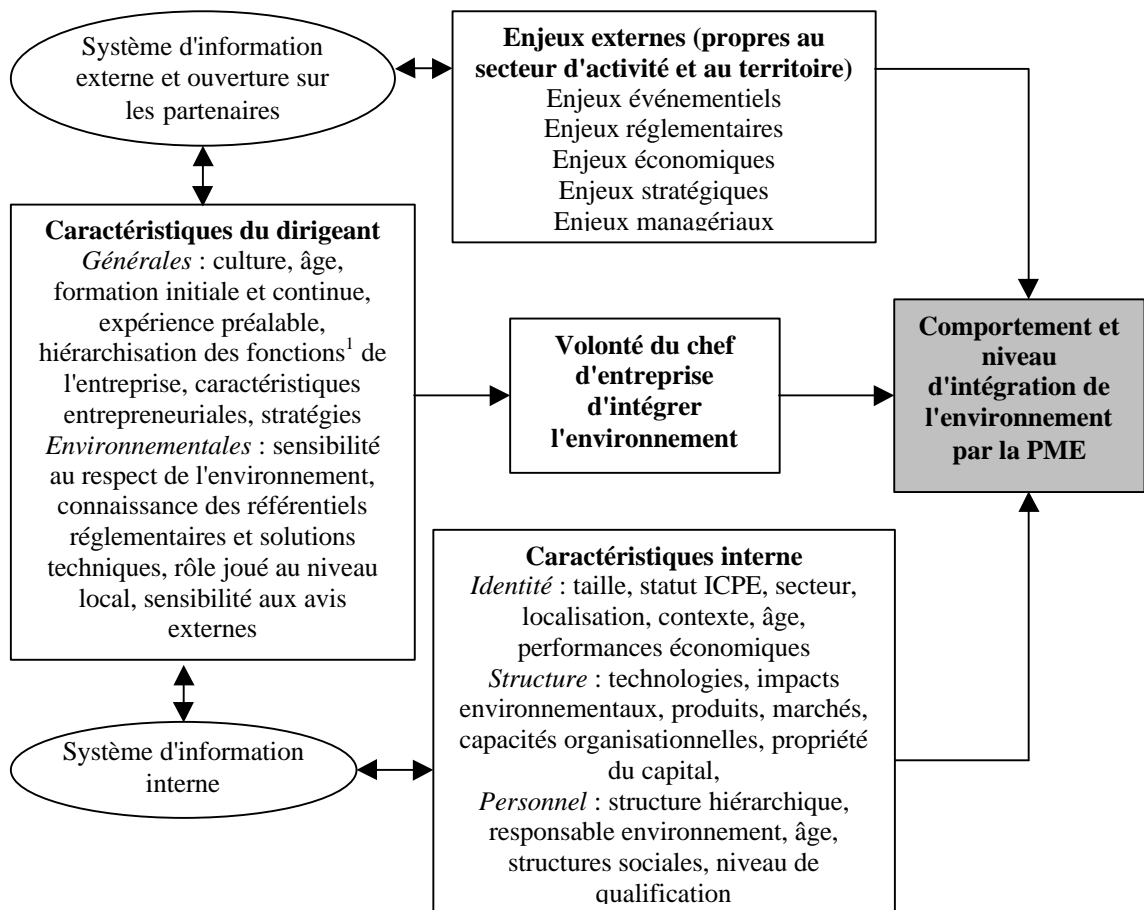 Système d'information
externe et ouverture sur
les partenaires
Enjeux externes (propres au
secteur d'activité et au territoire)
Enjeux événementiels
Enjeux réglementaires
Enjeux économiques
Enjeux stratégiques
Enjeux managériaux
Caractéristiques du dirigeant
Générales : culture, âge,
formation initiale et continue,
expérience préalable,
hiérarchisation des fonctions¹ de
l'entreprise, caractéristiques
entrepreneuriales, stratégies
Environnementales : sensibilité
au respect de l'environnement,
connaissance des référentiels
réglementaires et solutions
techniques, rôle joué au niveau
local, sensibilité aux avis
externes
Volonté du chef
d'entreprise
d'intégrer
l'environnement
Comportement et
niveau
d'intégration de
l'environnement
par la PME
Caractéristiques interne
Identité : taille, statut ICPE, secteur,
localisation, contexte, âge,
performances économiques
Structure : technologies, impacts
environnementaux, produits, marchés,
capacités organisationnelles, propriété
du capital,
Personnel : structure hiérarchique,
responsable environnement, âge,
structures sociales, niveau de
qualification
Système d'information
interne